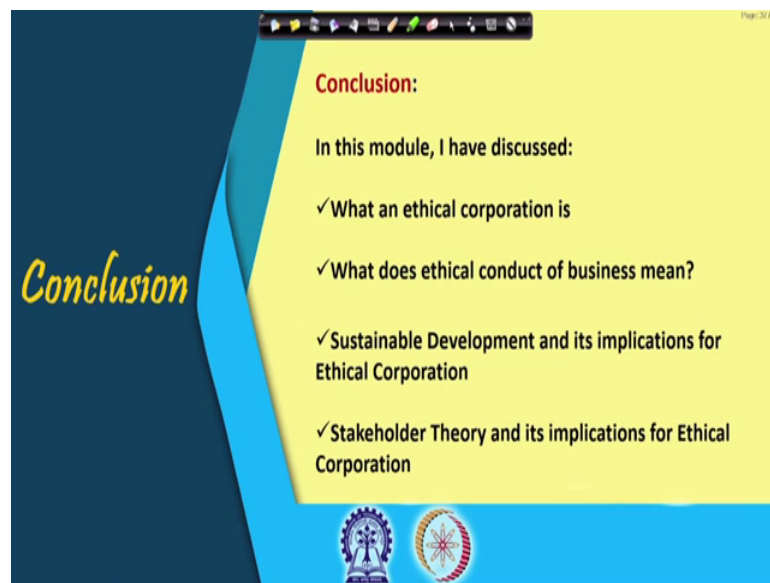 Conclusion:
In this module, I have discussed:
✓What an ethical corporation is
Conclusion
✓What does ethical conduct of business mean?
✓Sustainable Development and its implications for
Ethical Corporation
✓Stakeholder Theory and its implications for Ethical
Corporation